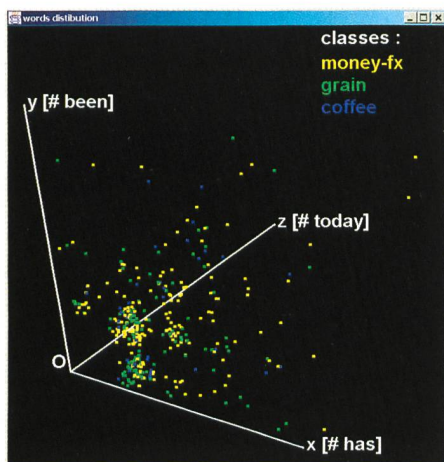 words distibution
classes :
money-fx
grain
coffee
y [# been]
z [# today]
O
x [# has]